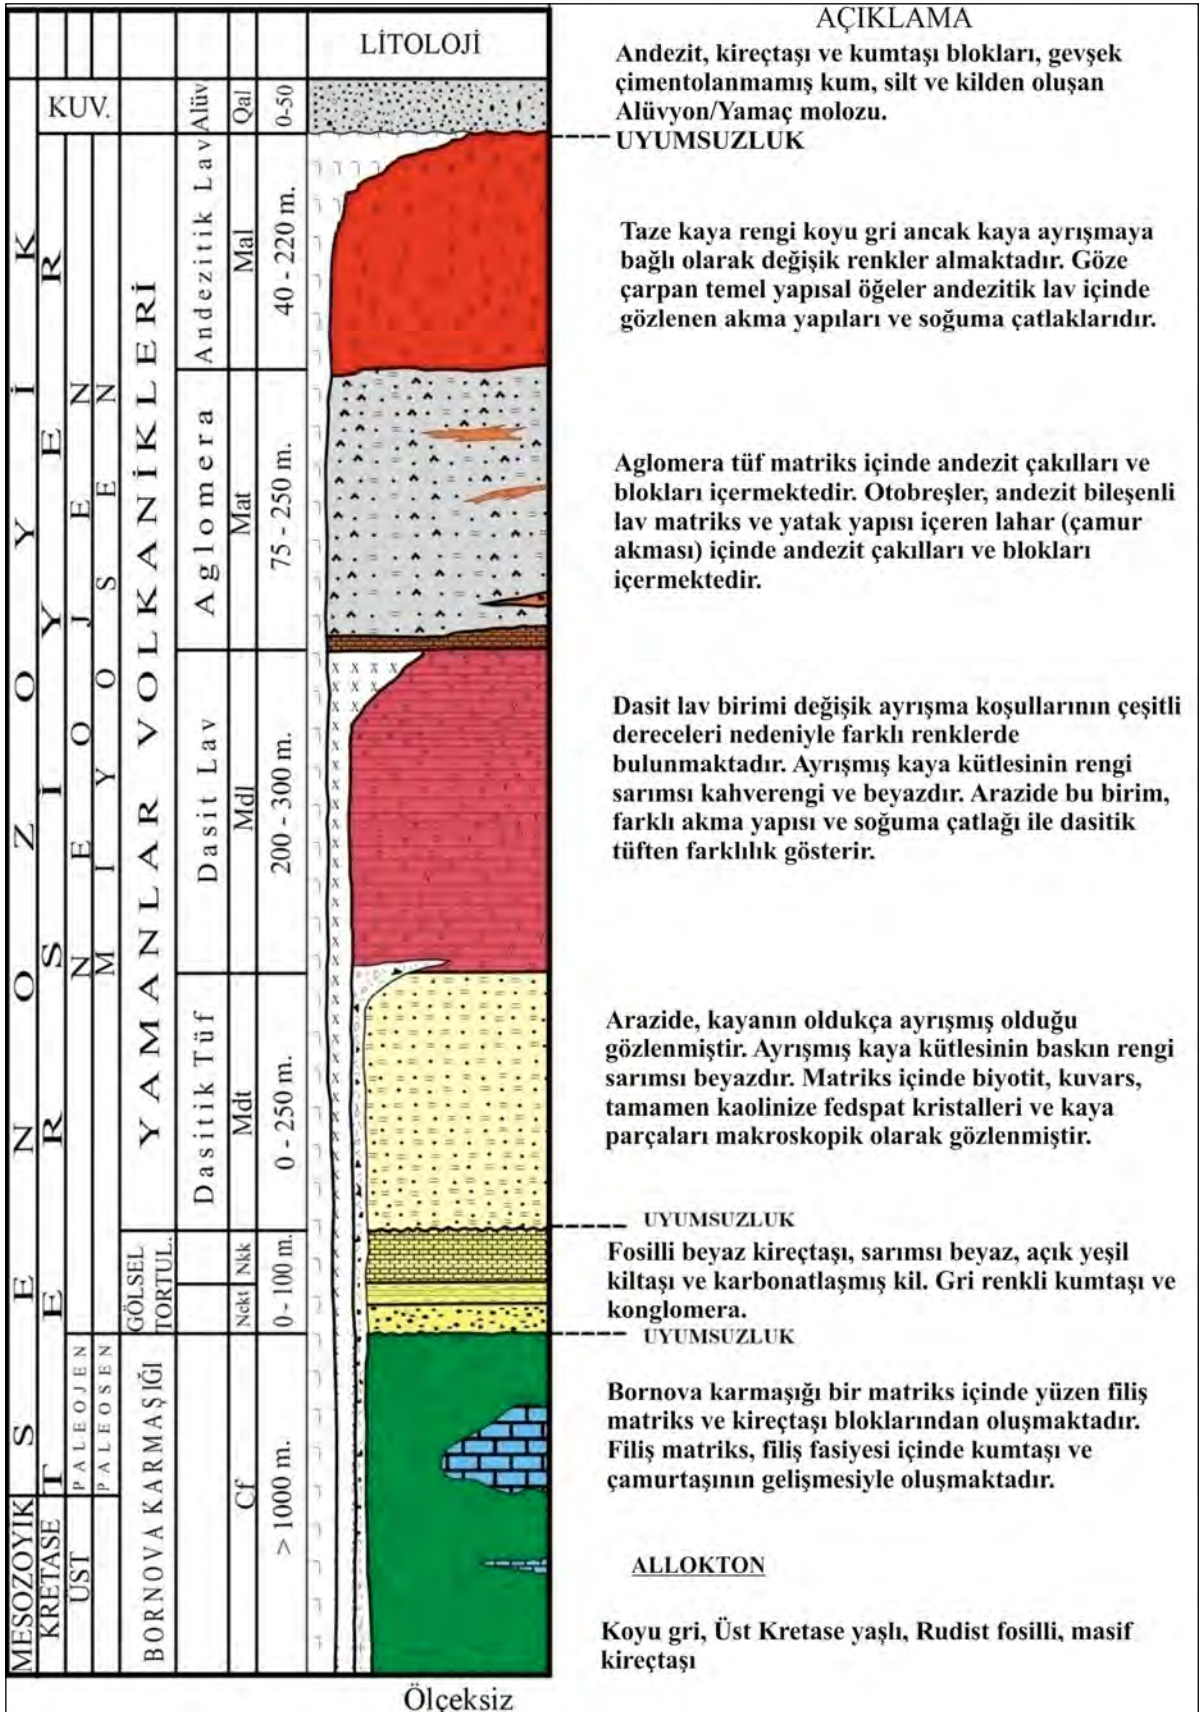 LİTOLOJİ
AÇIKLAMA
KUV.
Alüv
Qal
0-50
Andezit, kireçtaşı ve kumtaşı blokları, gevşek
çimentolanmamış kum, silt ve kilden oluşan
Alüvyon/Yamaç molozu.
UYUMSUZLUK
SENOZOYİK
TERSİYER
NEOJEN
MİYOSEN
YAMANLAR VOLKANİKLERİ
Andezitik Lav
Mal
40 - 220 m.
Taze kaya rengi koyu gri ancak kaya ayrışmaya
bağlı olarak değişik renkler almaktadır. Göze
çarpan temel yapısal öğeler andezitik lav içinde
gözlenen akma yapıları ve soğuma çatlaklarıdır.
Aglomera
Mat
75 - 250 m.
Aglomera tüf matriks içinde andezit çakılları ve
blokları içermektedir. Otobreşler, andezit bileşenli
lav matriks ve yatak yapısı içeren lahar (çamur
akması) içinde andezit çakılları ve blokları
içermektedir.
Dasit Lav
Mdl
200 - 300 m.
Dasit lav birimi değişik ayrışma koşullarının çeşitli
dereceleri nedeniyle farklı renklerde
bulunmaktadır. Ayrışmış kaya kütlesinin rengi
sarımsı kahverengi ve beyazdır. Arazide bu birim,
farklı akma yapısı ve soğuma çatlağı ile dasitik
tüften farklılık gösterir.
Dasitik Tüf
Mdt
0 - 250 m.
Arazide, kayanın oldukça ayrışmış olduğu
gözlenmiştir. Ayrışmış kaya kütlesinin baskın rengi
sarımsı beyazdır. Matriks içinde biyotit, kuvars,
tamamen kaolinize fedspat kristalleri ve kaya
parçaları makroskopik olarak gözlenmiştir.
UYUMSUZLUK
GÖLSEL
TORTUL.
Nkk
Nckt
0 - 100 m.
Fosilli beyaz kireçtaşı, sarımsı beyaz, açık yeşil
kiltaşı ve karbonatlaşmış kil. Gri renkli kumtaşı ve
konglomera.
UYUMSUZLUK
PALEOJEN
PALEOSEN
BORNOVA KARMAŞIĞI
Cf
> 1000 m.
Bornova karmaşığı bir matriks içinde yüzen filiş
matriks ve kireçtaşı bloklarından oluşmaktadır.
Filiş matriks, filiş fasiyesi içinde kumtaşı ve
çamurtaşının gelişmesiyle oluşmaktadır.
MESOZOYIK
KRETASE
ÜST
ALLOKTON
Koyu gri, Üst Kretase yaşlı, Rudist fosilli, masif
kireçtaşı
Ölçeksiz